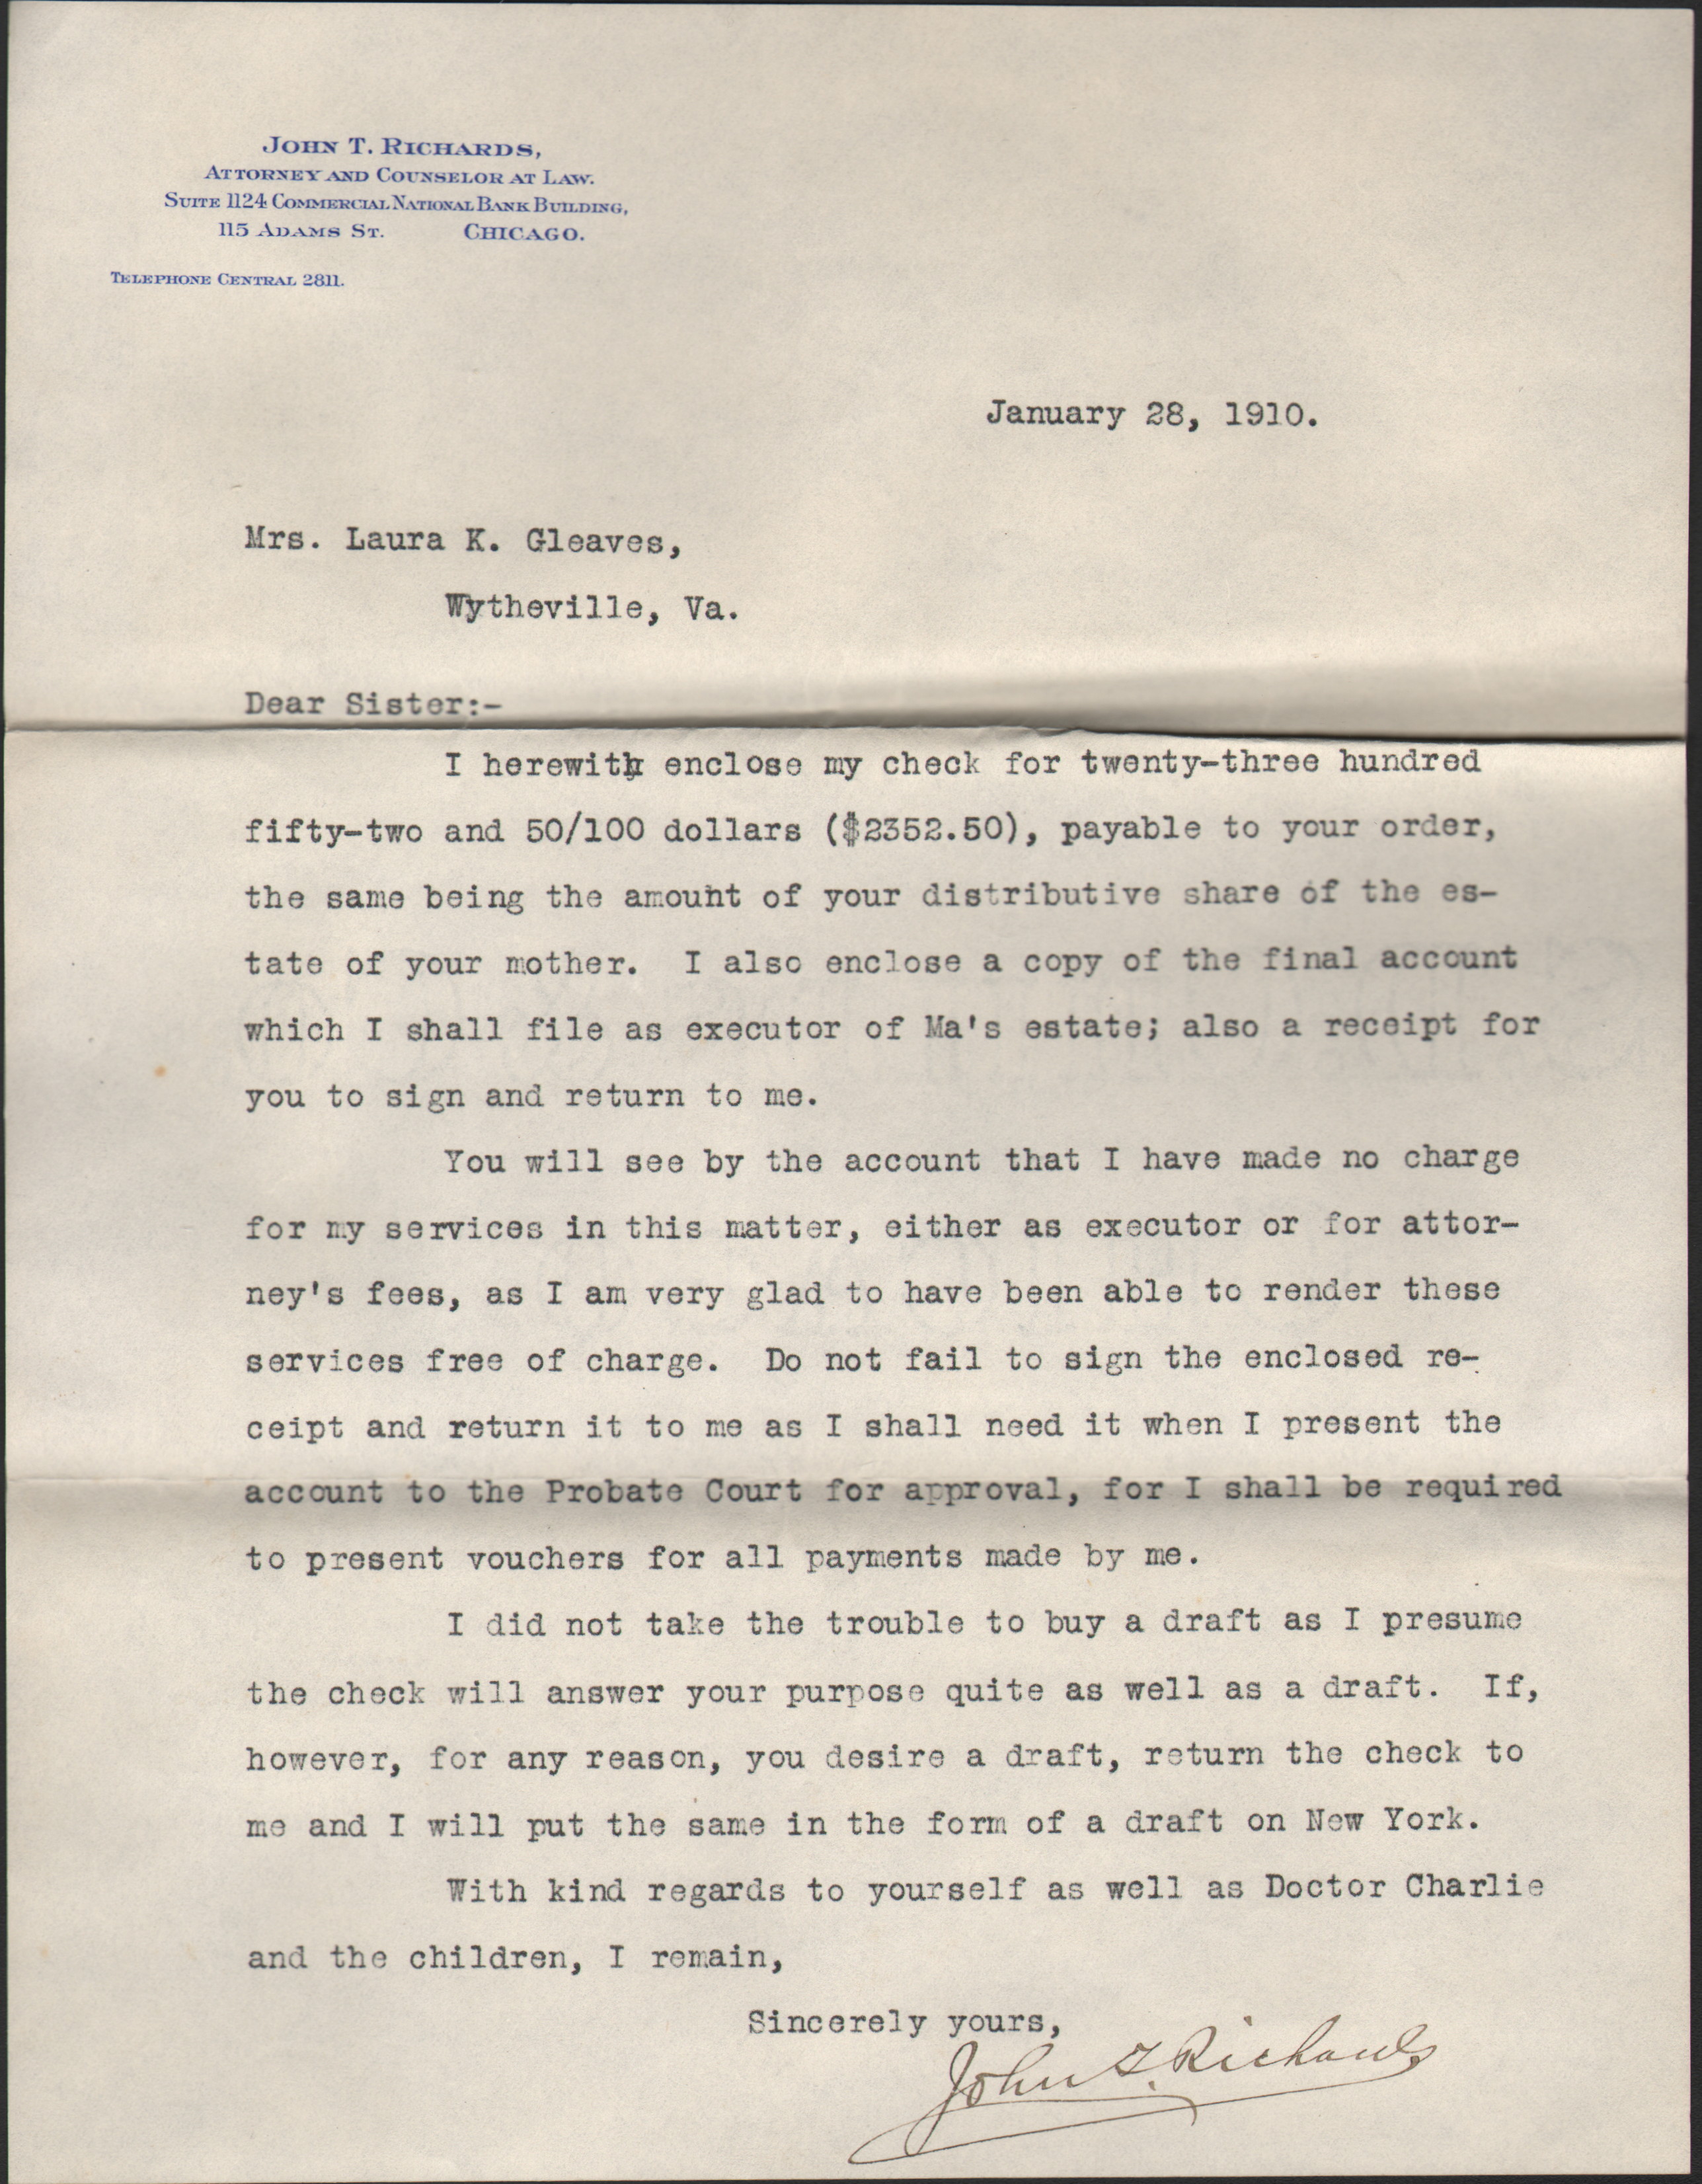 John T. Richards,
Attorney and Counselor at Law.
Suite 1124 Commercial National Bank Building,
115 Adams St. Chicago.
Telephone Central 2811.
January 28, 1910.
Mrs. Laura K. Gleaves,
Wytheville, Va.
Dear Sister:-
I herewith enclose my check for twenty-three hundred
fifty-two and 50/100 dollars ($2352.50), payable to your order,
the same being the amount of your distributive share of the es-
tate of your mother. I also enclose a copy of the final account
which I shall file as executor of Ma's estate; also a receipt for
you to sign and return to me.
You will see by the account that I have made no charge
for my services in this matter, either as executor or for attor-
ney's fees, as I am very glad to have been able to render these
services free of charge. Do not fail to sign the enclosed re-
ceipt and return it to me as I shall need it when I present the
account to the Probate Court for approval, for I shall be required
to present vouchers for all payments made by me.
I did not take the trouble to buy a draft as I presume
the check will answer your purpose quite as well as a draft. If,
however, for any reason, you desire a draft, return the check to
me and I will put the same in the form of a draft on New York.
With kind regards to yourself as well as Doctor Charlie
and the children, I remain,
Sincerely yours,
John T. Richards